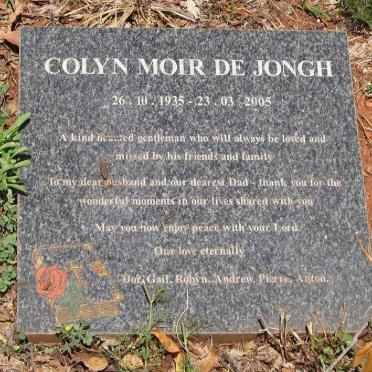 COLYN MOIR DE JONGH
26 . 10 . 1935 - 23 . 03 . 2005
A kind hearted gentleman who will always be loved and
missed by his friends and family
To my dear husband and our dearest Dad - thank you for the
wonderful moments in our lives shared with you
May you now enjoy peace with your Lord.
Our love eternally
Dor, Gail, Robyn, Andrew, Pierre, Anton.